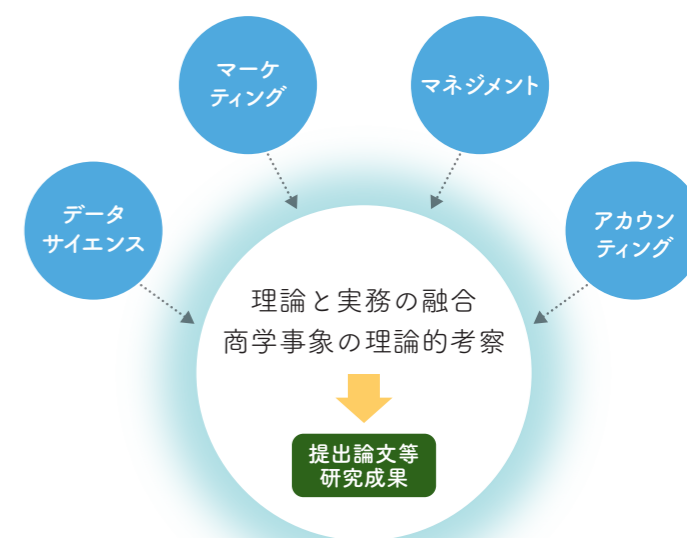 マーケ
ティング
マネジメント
データ
サイエンス
アカウン
ティング
理論と実務の融合
商学事象の理論的考察
提出論文等
研究成果